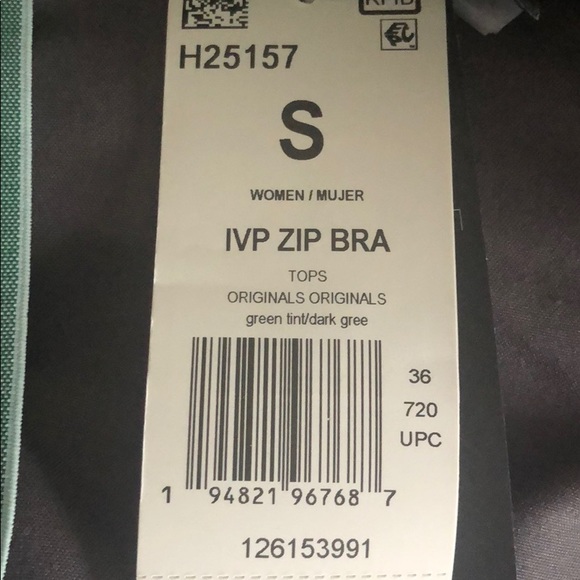 H25157
S
WOMEN / MUJER
IVP ZIP BRA
TOPS
ORIGINALS ORIGINALS
green tint/dark gree
36
720
UPC
1 94821 96768 7
126153991